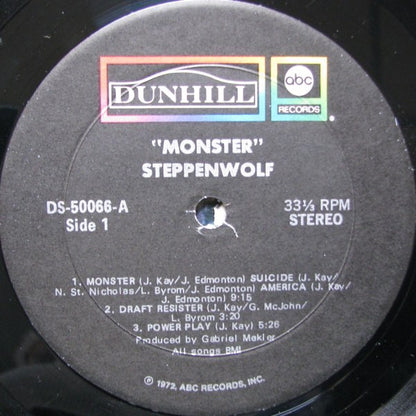 DUNHILL
abc
RECORDS
"MONSTER"
STEPPENWOLF
DS-50066-A
Side 1
33⅓ RPM
STEREO
1. MONSTER (J. Kay/J. Edmonton) SUICIDE (J. Kay/
N. St. Nicholas/L. Byrom/J. Edmonton) AMERICA (J. Kay/
J. Edmonton) 9:15
2. DRAFT RESISTER (J. Kay/G. McJohn/
L. Byrom 3:20
3. POWER PLAY (J. Kay) 5:26
Produced by Gabriel Mekler
All songs BMI
Ⓟ 1972, ABC RECORDS, INC.